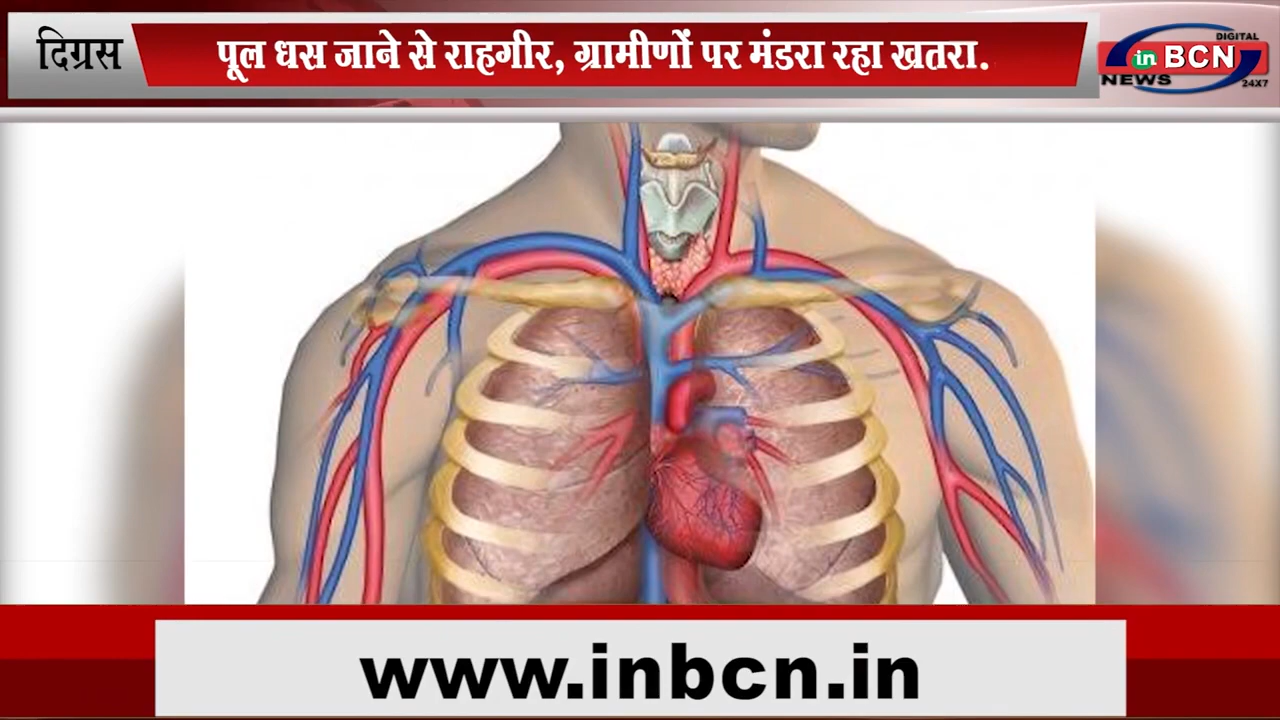 दिग्रस
पूल धस जाने से राहगीर, ग्रामीणों पर मंडरा रहा खतरा.
DIGITAL
in BCN
NEWS
24X7
www.inbcn.in